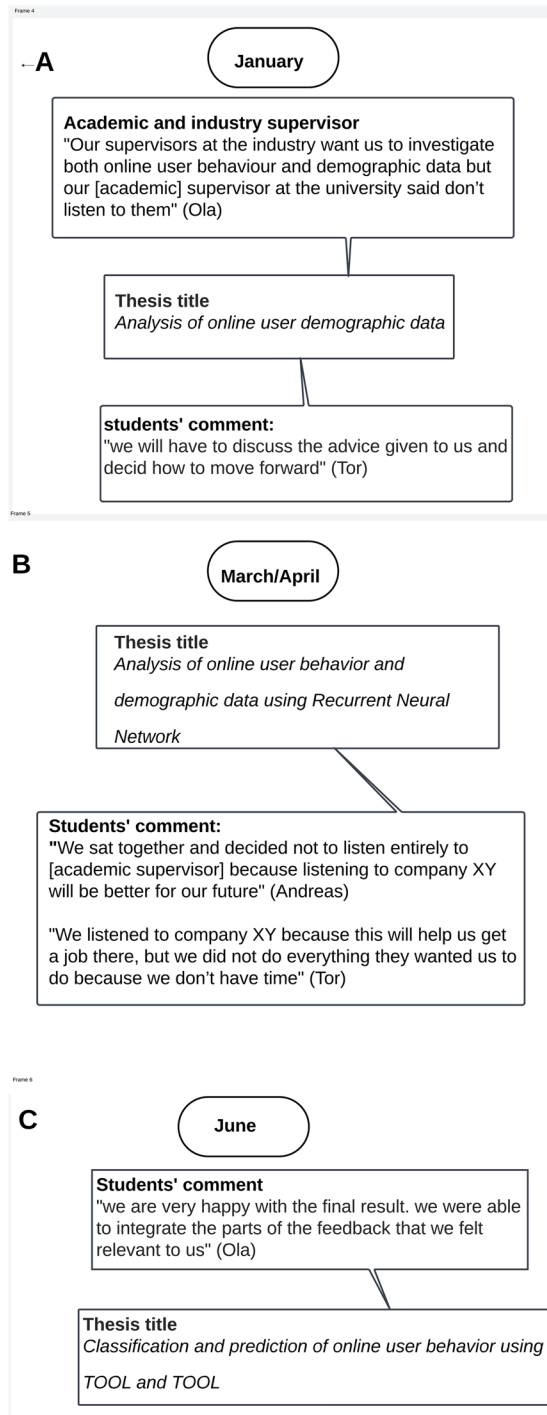 Frame 4
←A
January
Academic and industry supervisor
"Our supervisors at the industry want us to investigate
both online user behaviour and demographic data but
our [academic] supervisor at the university said don’t
listen to them" (Ola)
Thesis title
Analysis of online user demographic data
students' comment:
"we will have to discuss the advice given to us and
decid how to move forward" (Tor)
Frame 5
B
March/April
Thesis title
Analysis of online user behavior and
demographic data using Recurrent Neural
Network
Students' comment:
"We sat together and decided not to listen entirely to
[academic supervisor] because listening to company XY
will be better for our future" (Andreas)
"We listened to company XY because this will help us get
a job there, but we did not do everything they wanted us to
do because we don’t have time" (Tor)
Frame 6
C
June
Students' comment
"we are very happy with the final result. we were able
to integrate the parts of the feedback that we felt
relevant to us" (Ola)
Thesis title
Classification and prediction of online user behavior using
TOOL and TOOL